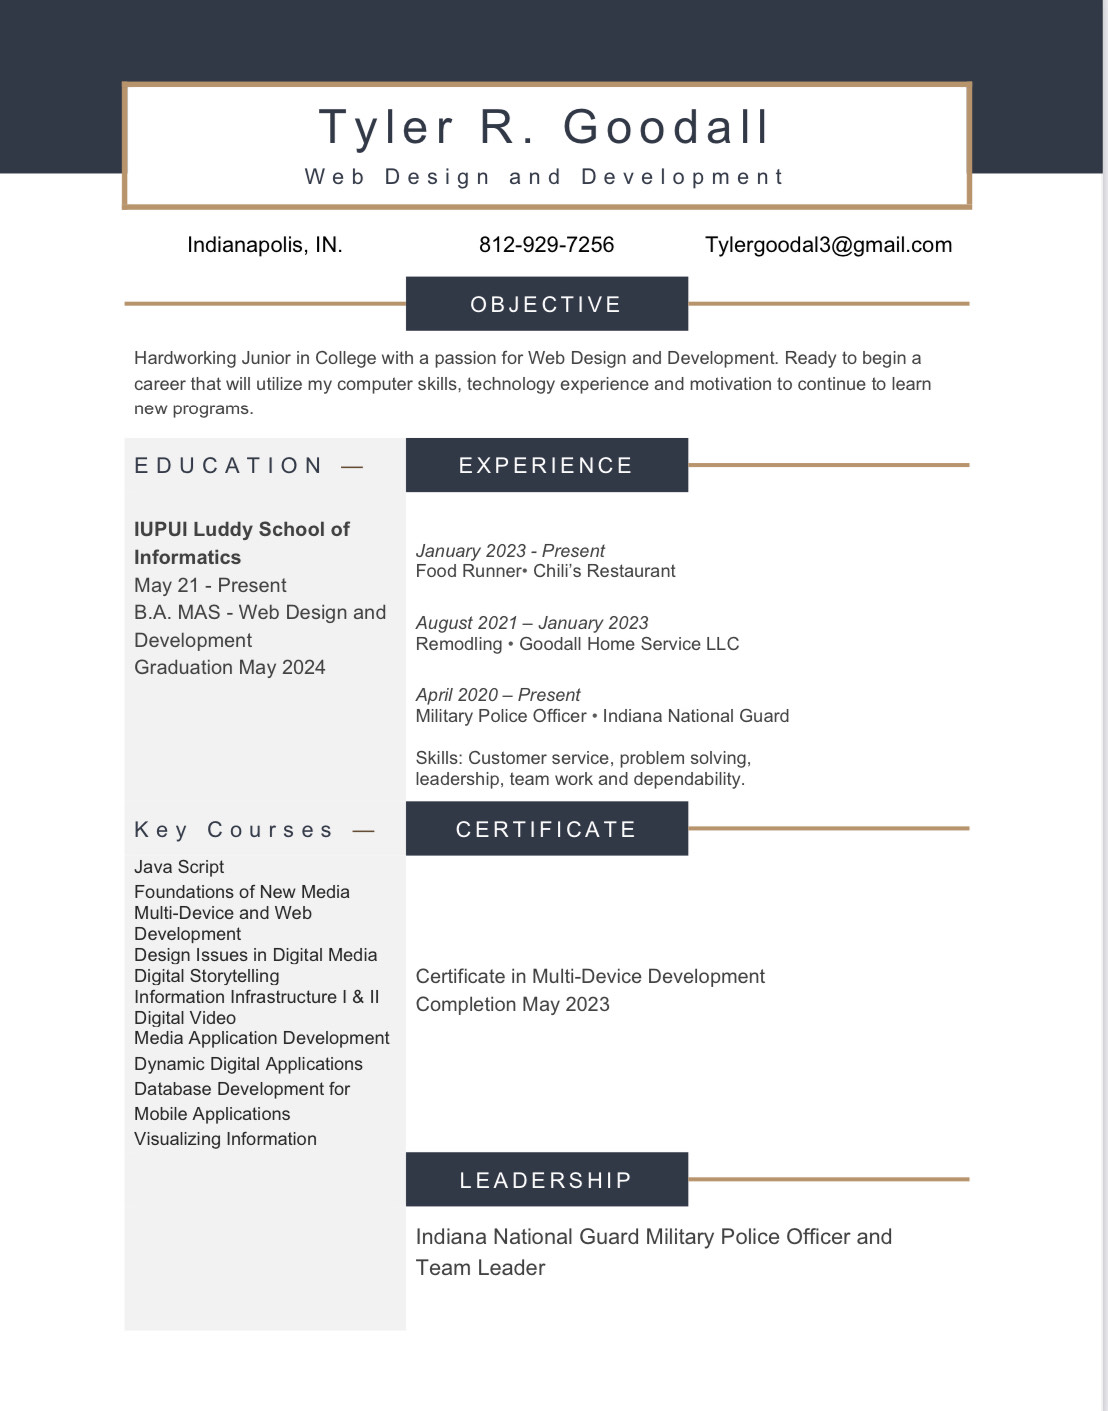 Tyler R. Goodall
Web Design and Development
Indianapolis, IN.
812-929-7256
Tylergoodal3@gmail.com
OBJECTIVE
Hardworking Junior in College with a passion for Web Design and Development. Ready to begin a
career that will utilize my computer skills, technology experience and motivation to continue to learn
new programs.
EDUCATION —
IUPUI Luddy School of
Informatics
May 21 - Present
B.A. MAS - Web Design and
Development
Graduation May 2024
EXPERIENCE
January 2023 - Present
Food Runner• Chili’s Restaurant
August 2021 – January 2023
Remodling • Goodall Home Service LLC
April 2020 – Present
Military Police Officer • Indiana National Guard
Skills: Customer service, problem solving,
leadership, team work and dependability.
Key Courses —
Java Script
Foundations of New Media
Multi-Device and Web
Development
Design Issues in Digital Media
Digital Storytelling
Information Infrastructure I & II
Digital Video
Media Application Development
Dynamic Digital Applications
Database Development for
Mobile Applications
Visualizing Information
CERTIFICATE
Certificate in Multi-Device Development
Completion May 2023
LEADERSHIP
Indiana National Guard Military Police Officer and
Team Leader